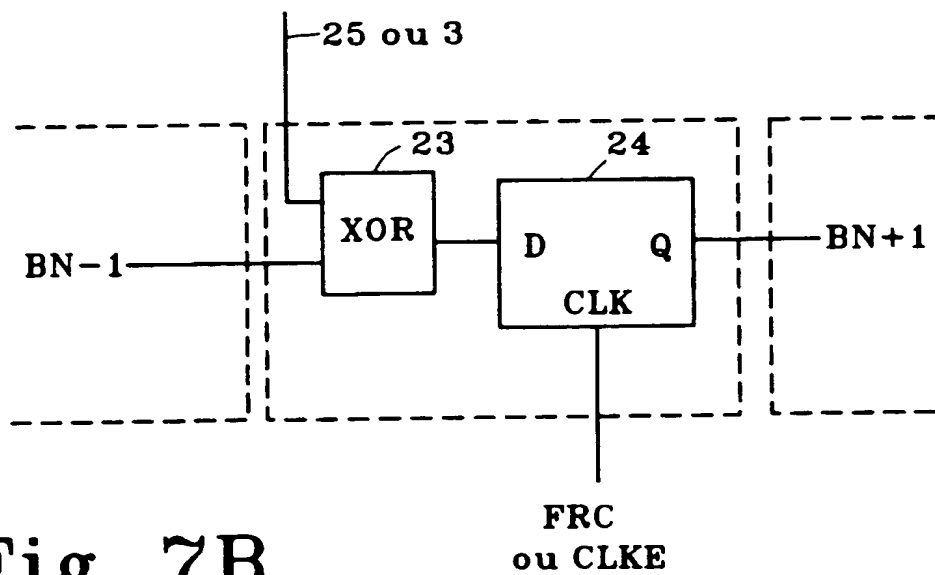 25 ou 3
23
24
XOR
BN-1
D
Q
BN+1
CLK
FRC
ou CLKE
Fig. 7B